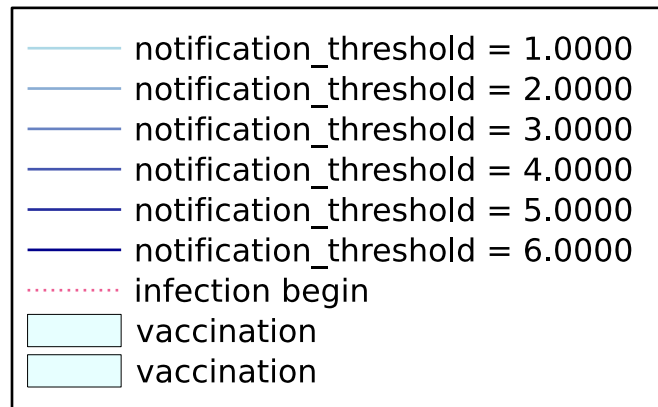 notification_threshold = 1.0000
notification_threshold = 2.0000
notification_threshold = 3.0000
notification_threshold = 4.0000
notification_threshold = 5.0000
notification_threshold = 6.0000
infection begin
vaccination
vaccination